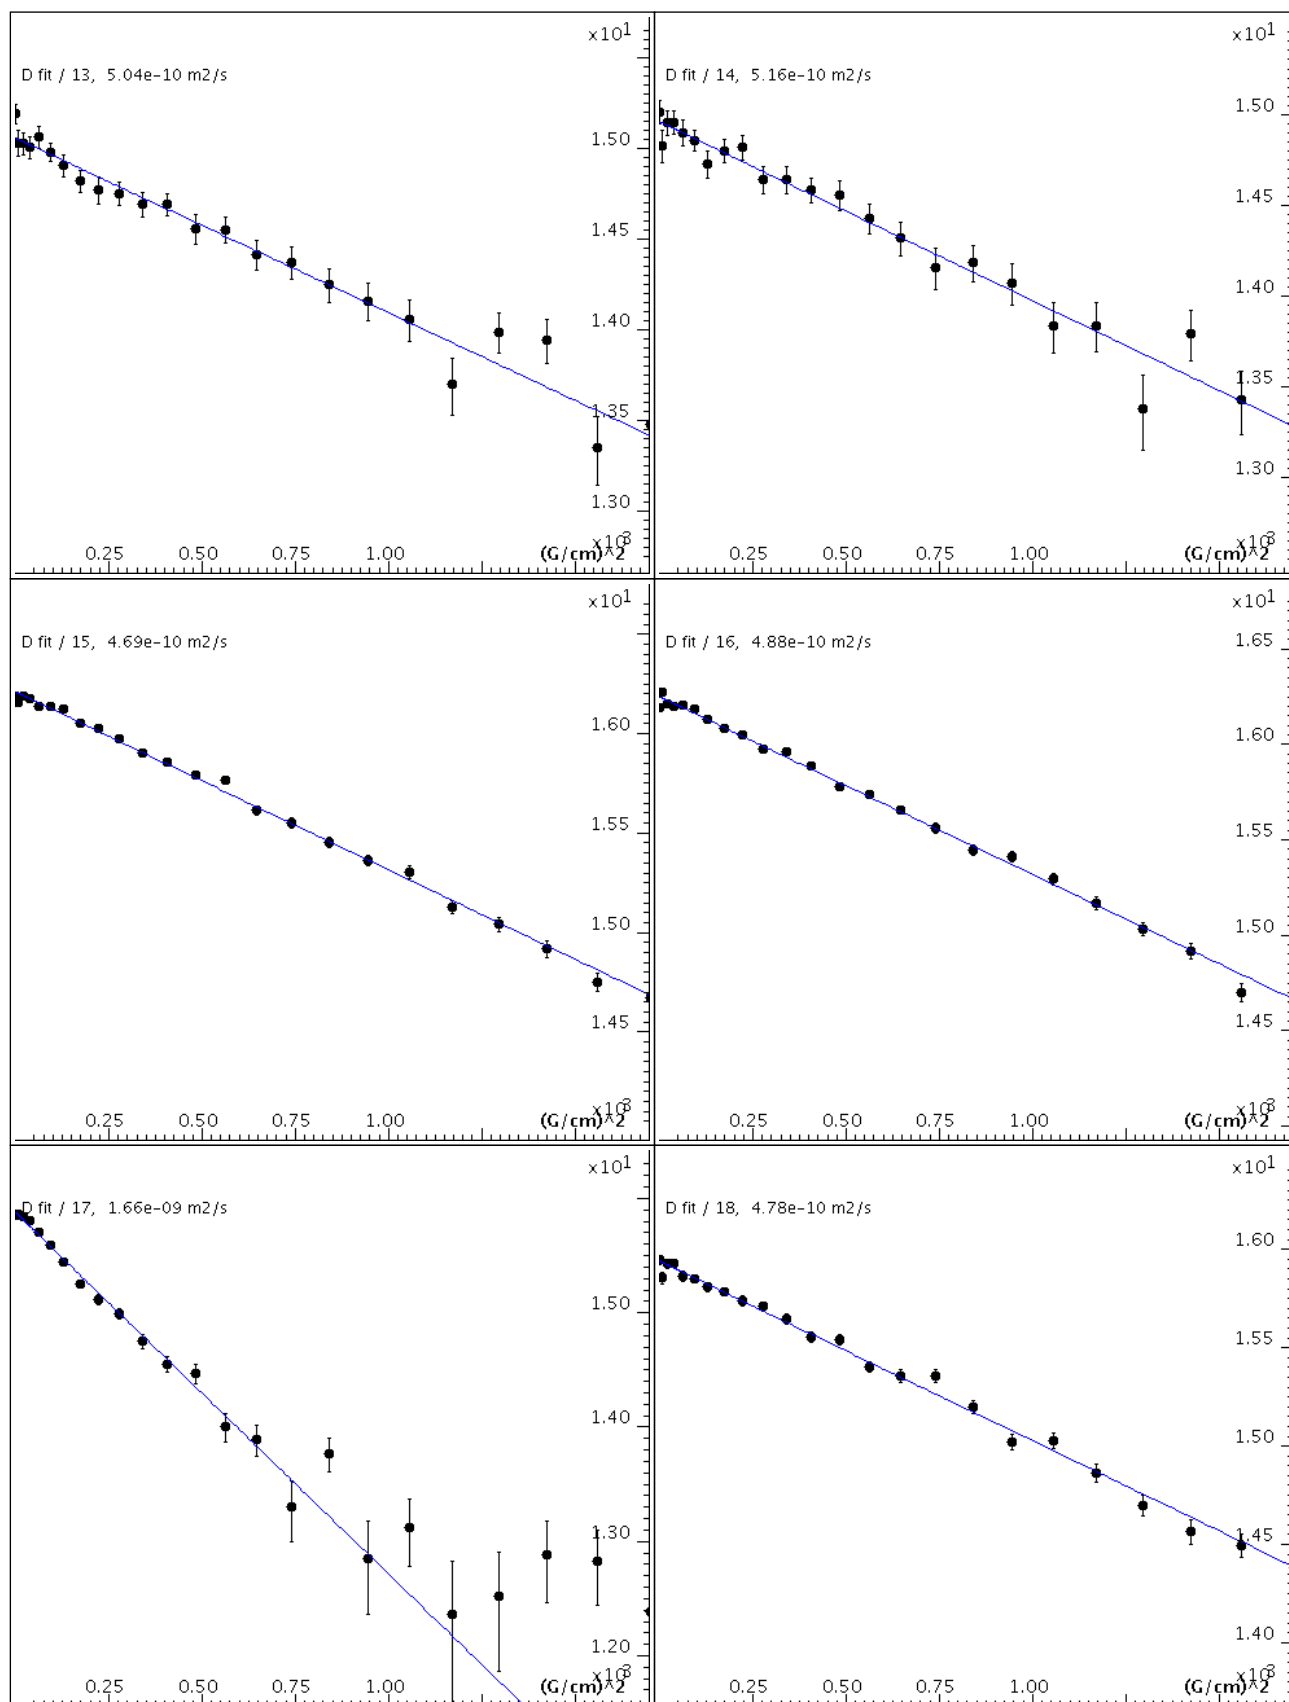 x10¹
D fit / 13, 5.04e-10 m2/s
1.50
1.45
1.40
1.35
1.30
x10³
0.25 0.50 0.75 1.00 (G/cm)^2
x10¹
D fit / 14, 5.16e-10 m2/s
1.50
1.45
1.40
1.35
1.30
x10³
0.25 0.50 0.75 1.00 (G/cm)^2
x10¹
D fit / 15, 4.69e-10 m2/s
1.60
1.55
1.50
1.45
x10³
0.25 0.50 0.75 1.00 (G/cm)^2
x10¹
D fit / 16, 4.88e-10 m2/s
1.65
1.60
1.55
1.50
1.45
x10³
0.25 0.50 0.75 1.00 (G/cm)^2
x10¹
D fit / 17, 1.66e-09 m2/s
1.50
1.40
1.30
1.20
x10³
0.25 0.50 0.75 1.00 (G/cm)^2
x10¹
D fit / 18, 4.78e-10 m2/s
1.60
1.55
1.50
1.45
1.40
x10³
0.25 0.50 0.75 1.00 (G/cm)^2